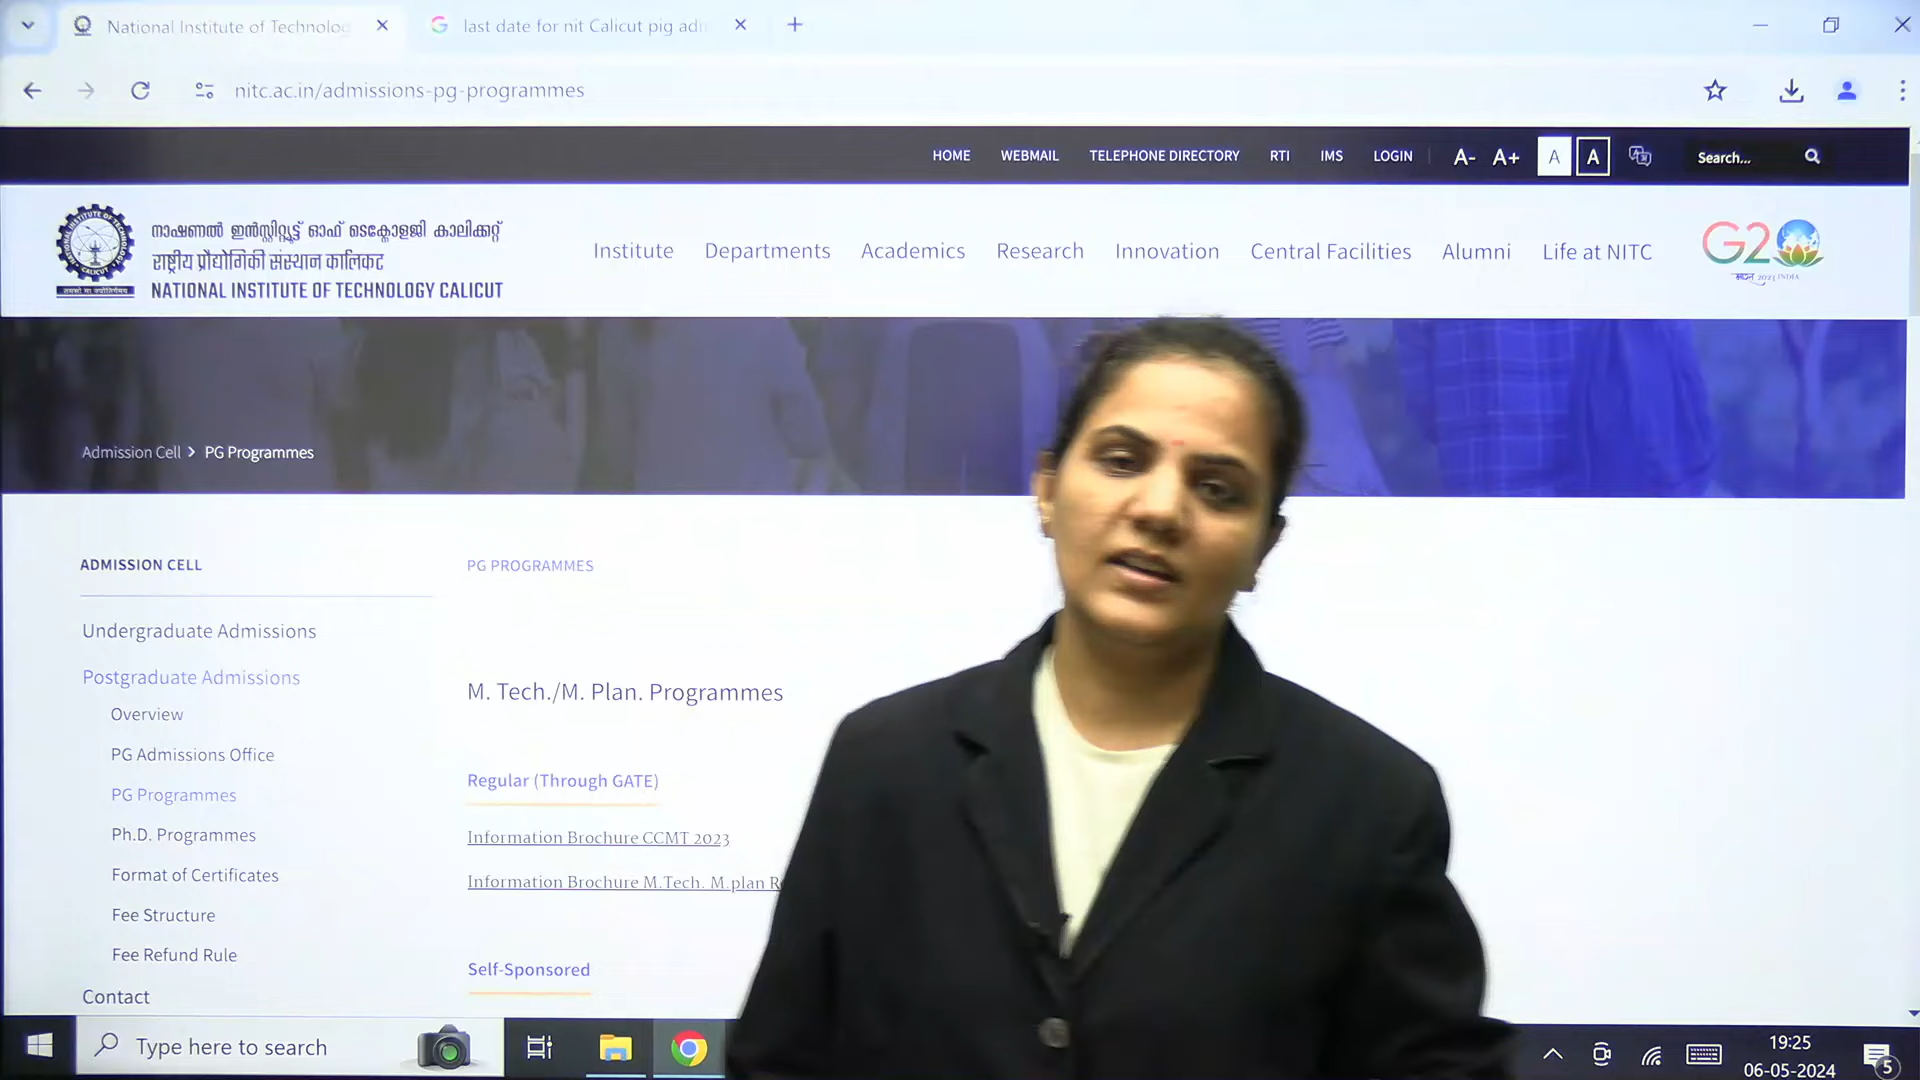 National Institute of Technolog
last date for nit Calicut pig adm
nitc.ac.in/admissions-pg-programmes
HOME WEBMAIL TELEPHONE DIRECTORY RTI IMS LOGIN A- A+ A A Search...
നാഷണൽ ഇൻസ്റ്റിറ്റ്യൂട്ട് ഓഫ് ടെക്നോളജി കാലിക്കറ്റ്
राष्ट्रीय प्रौद्योगिकी संस्थान कालिकट
NATIONAL INSTITUTE OF TECHNOLOGY CALICUT
Institute Departments Academics Research Innovation Central Facilities Alumni Life at NITC
G20
2023 INDIA
Admission Cell > PG Programmes
ADMISSION CELL
Undergraduate Admissions
Postgraduate Admissions
Overview
PG Admissions Office
PG Programmes
Ph.D. Programmes
Format of Certificates
Fee Structure
Fee Refund Rule
Contact
PG PROGRAMMES
M. Tech./M. Plan. Programmes
Regular (Through GATE)
Information Brochure CCMT 2023
Information Brochure M.Tech. M.plan R
Self-Sponsored
Type here to search
19:25
06-05-2024
5